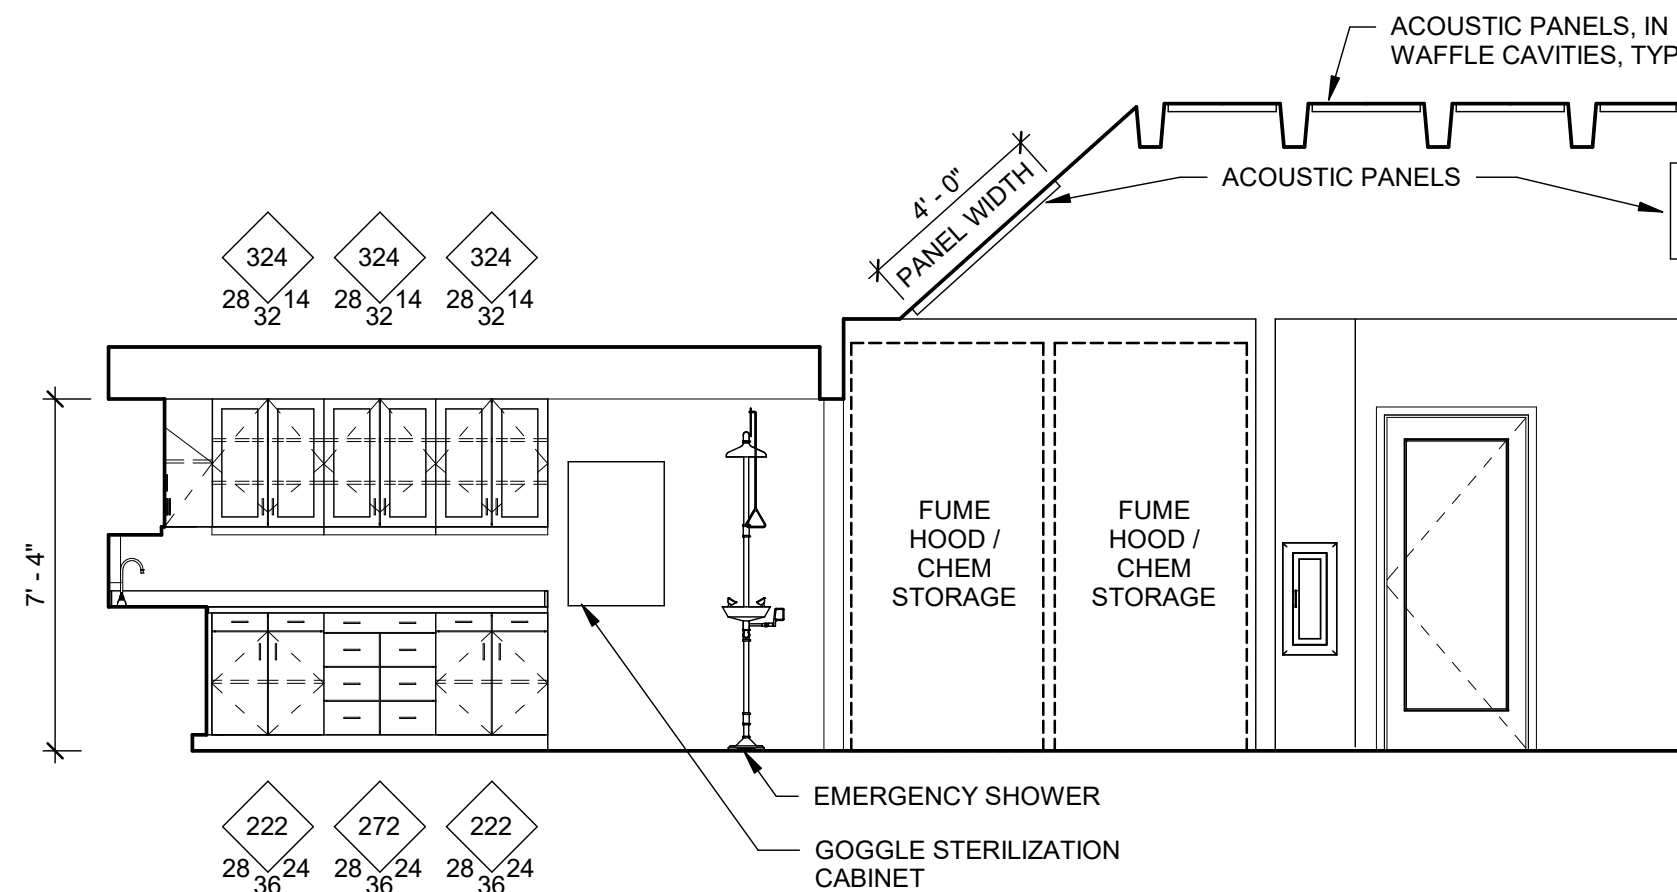 ACOUSTIC PANELS, IN
WAFFLE CAVITIES, TYP
4' - 0"
PANEL WIDTH
ACOUSTIC PANELS
324
28 14
32
324
28 14
32
324
28 14
32
7' - 4"
FUME
HOOD /
CHEM
STORAGE
FUME
HOOD /
CHEM
STORAGE
EMERGENCY SHOWER
GOGGLE STERILIZATION
CABINET
222
28 24
36
272
28 24
36
222
28 24
36